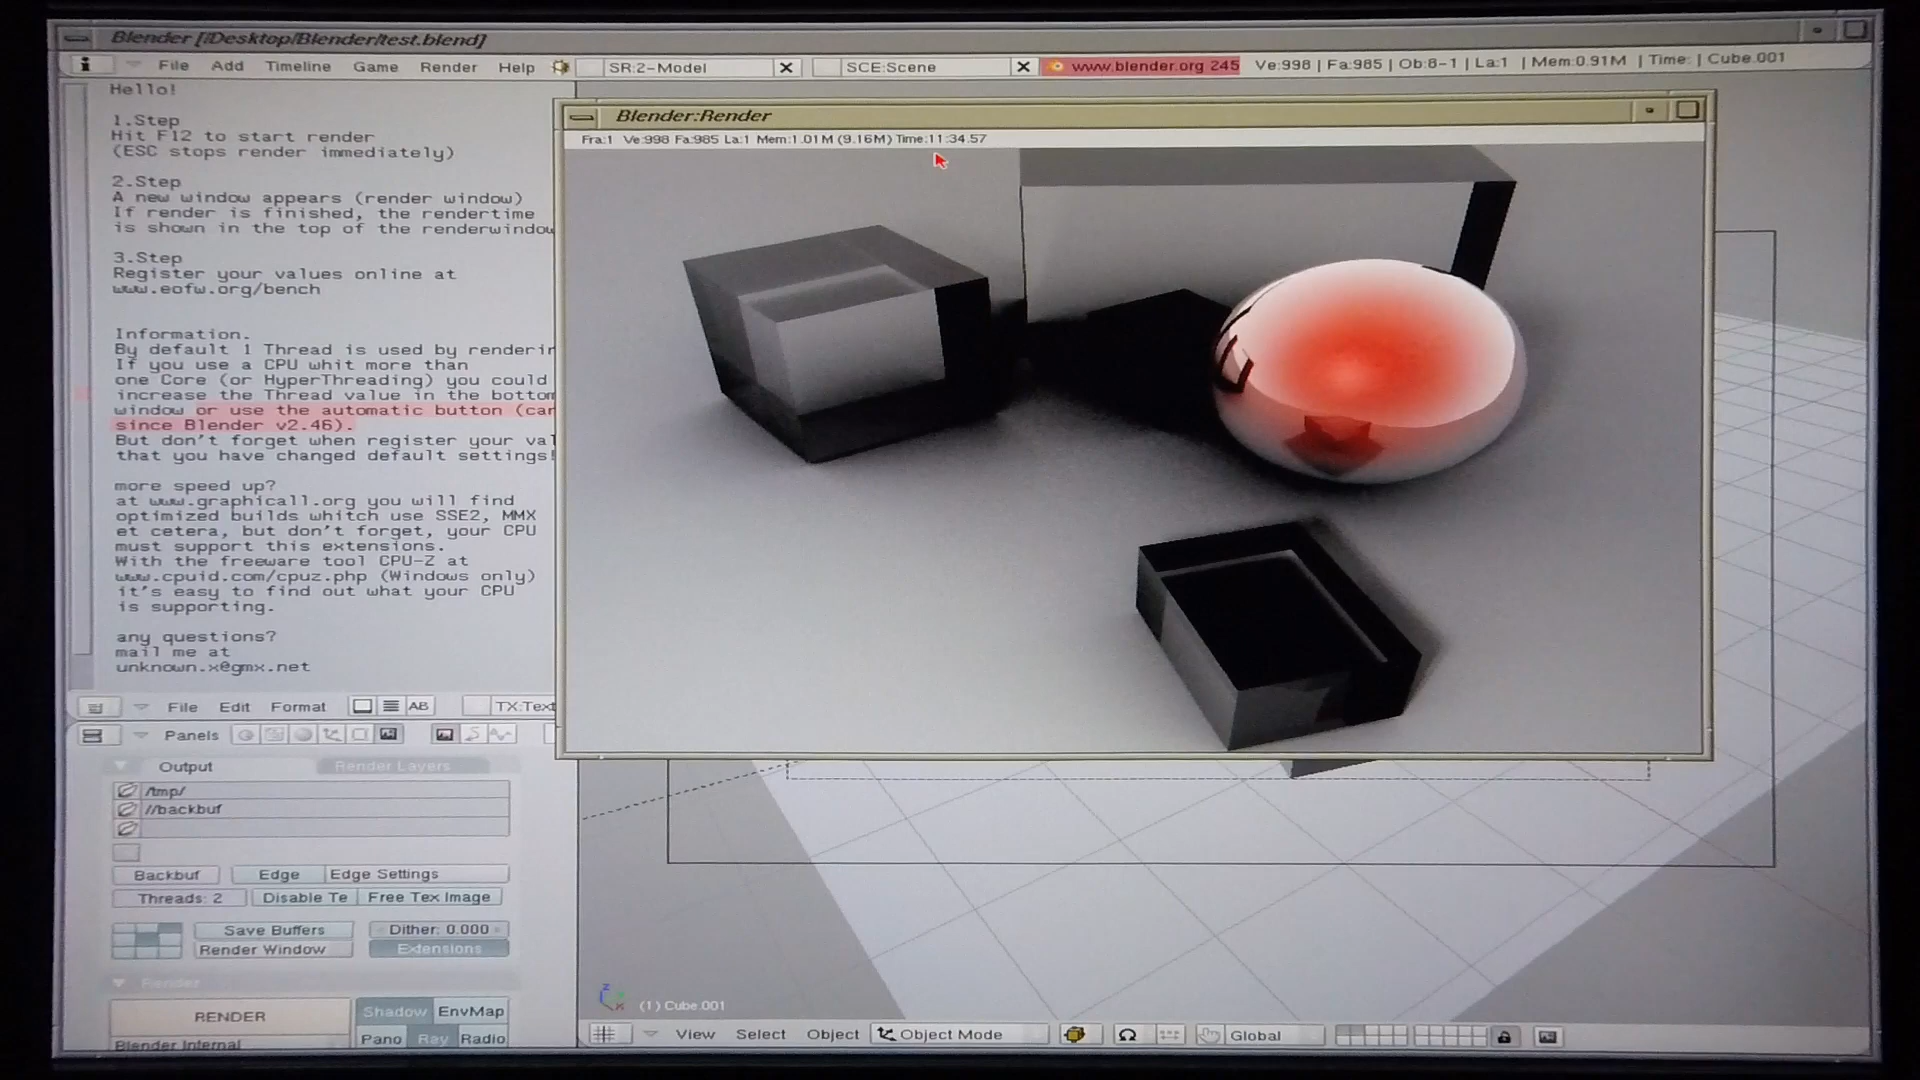 Blender [/Desktop/Blender/test.blend]
File Add Timeline Game Render Help SR:2-Model SCE:Scene www.blender.org 245 Ve:998 | Fa:985 | Ob:8-1 | La:1 | Mem:0.91M | Time: | Cube.001
Hello!
1.Step
Hit F12 to start render
(ESC stops render immediately)
2.Step
A new window appears (render window)
If render is finished, the rendertime
is shown in the top of the renderwindow
3.Step
Register your values online at
www.eofw.org/bench
Information.
By default 1 Thread is used by renderin
If you use a CPU whit more than
one Core (or HyperThreading) you could
increase the Thread value in the bottom
window or use the automatic button (can
since Blender v2.46).
But don't forget when register your val
that you have changed default settings!
more speed up?
at www.graphicall.org you will find
optimized builds whitch use SSE2, MMX
et cetera, but don't forget, your CPU
must support this extensions.
With the freeware tool CPU-Z at
www.cpuid.com/cpuz.php (Windows only)
it's easy to find out what your CPU
is supporting.
any questions?
mail me at
unknown.x@gmx.net
File Edit Format AB TX:Text
Blender:Render
Fra:1 Ve:998 Fa:985 La:1 Mem:1.01M (9.16M) Time:11:34.57
Panels
Output Render Layers
/tmp/
//backbuf
Backbuf Edge Edge Settings
Threads: 2 Disable Te Free Tex Image
Save Buffers Dither: 0.000
Render Window Extensions
Render
RENDER Shadow EnvMap
Blender Internal Pano Ray Radio
(1) Cube.001
View Select Object Object Mode Global